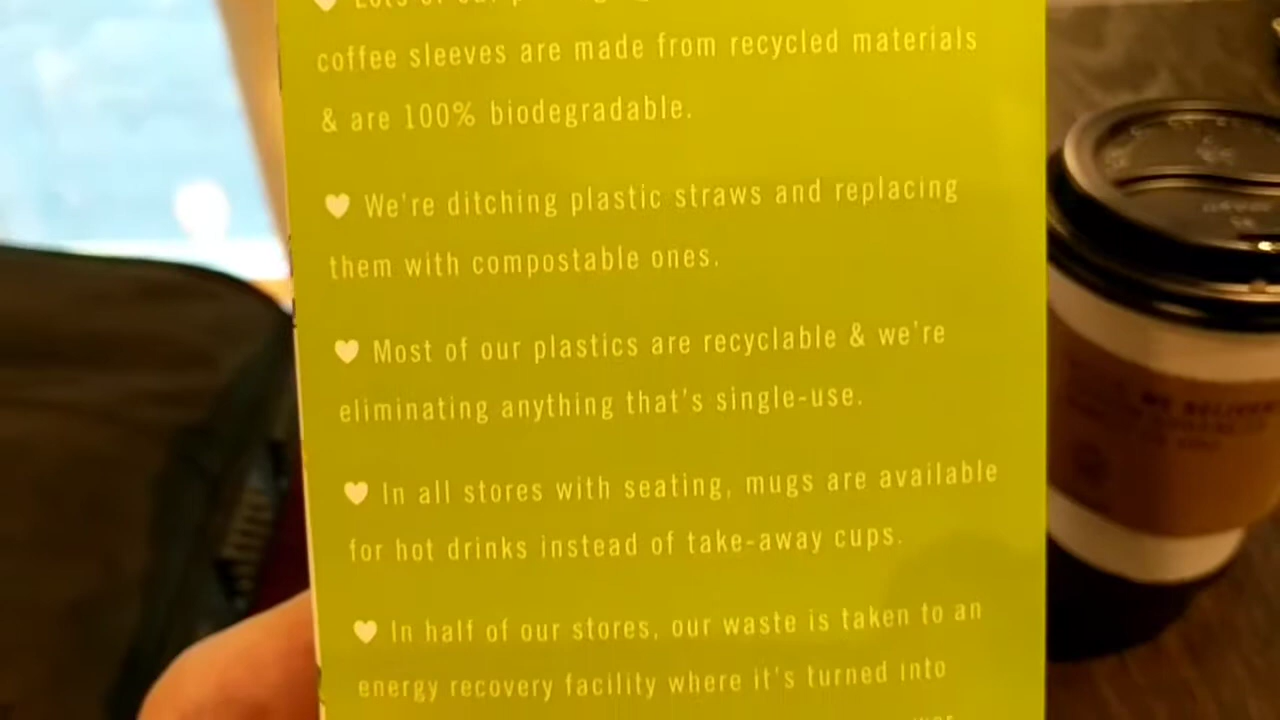 ♥ Lots of our
coffee sleeves are made from recycled materials
& are 100% biodegradable.
♥ We're ditching plastic straws and replacing
them with compostable ones.
♥ Most of our plastics are recyclable & we're
eliminating anything that's single-use.
♥ In all stores with seating, mugs are available
for hot drinks instead of take-away cups.
♥ In half of our stores, our waste is taken to an
energy recovery facility where it's turned into